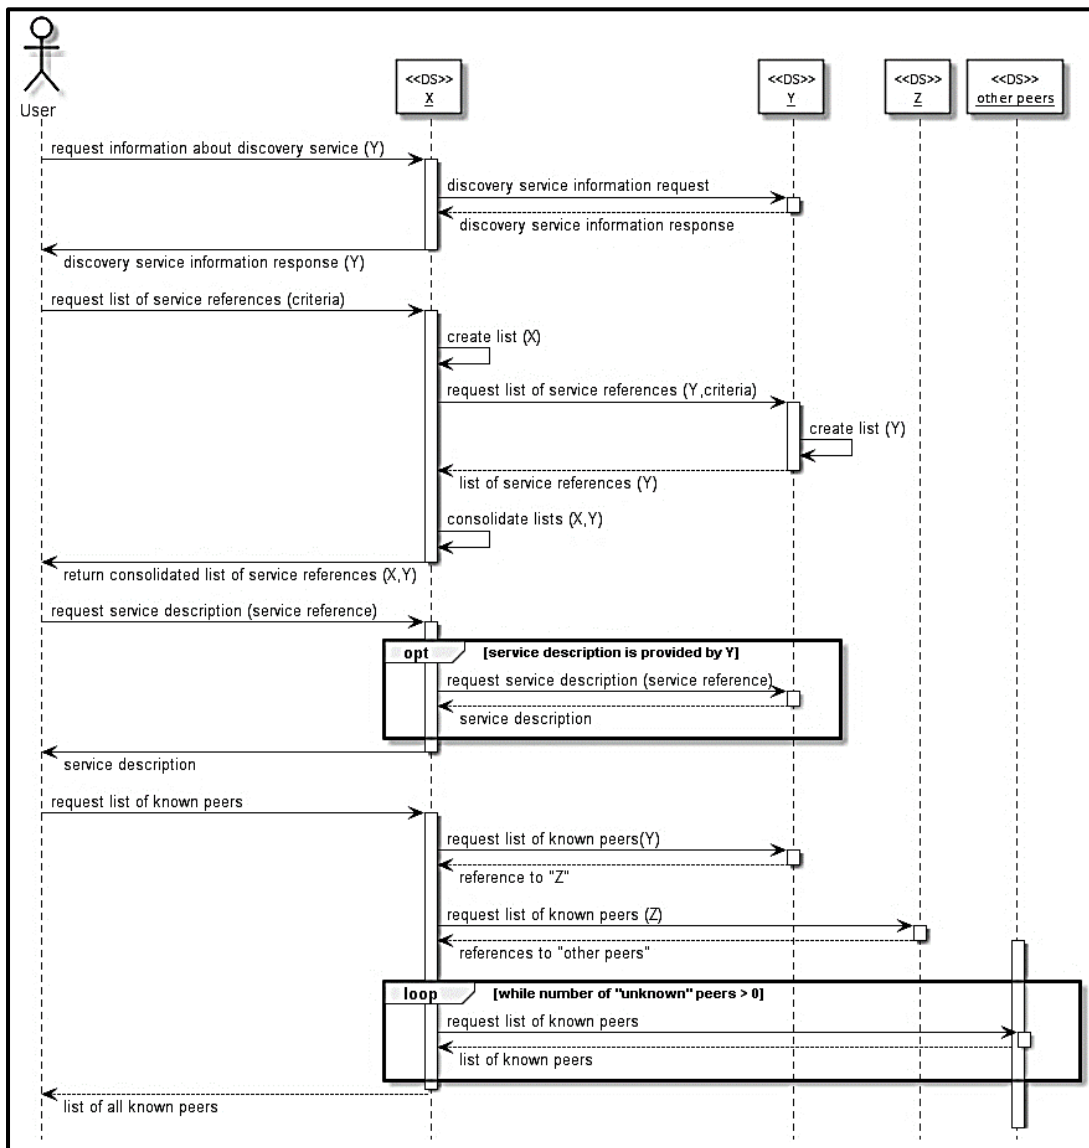 User
<<DS>>
X
<<DS>>
Y
<<DS>>
Z
<<DS>>
other peers
request information about discovery service (Y)
discovery service information request
discovery service information response
discovery service information response (Y)
request list of service references (criteria)
create list (X)
request list of service references (Y,criteria)
create list (Y)
list of service references (Y)
consolidate lists (X,Y)
return consolidated list of service references (X,Y)
request service description (service reference)
opt [service description is provided by Y]
request service description (service reference)
service description
service description
request list of known peers
request list of known peers(Y)
reference to "Z"
request list of known peers (Z)
references to "other peers"
loop [while number of "unknown" peers > 0]
request list of known peers
list of known peers
list of all known peers